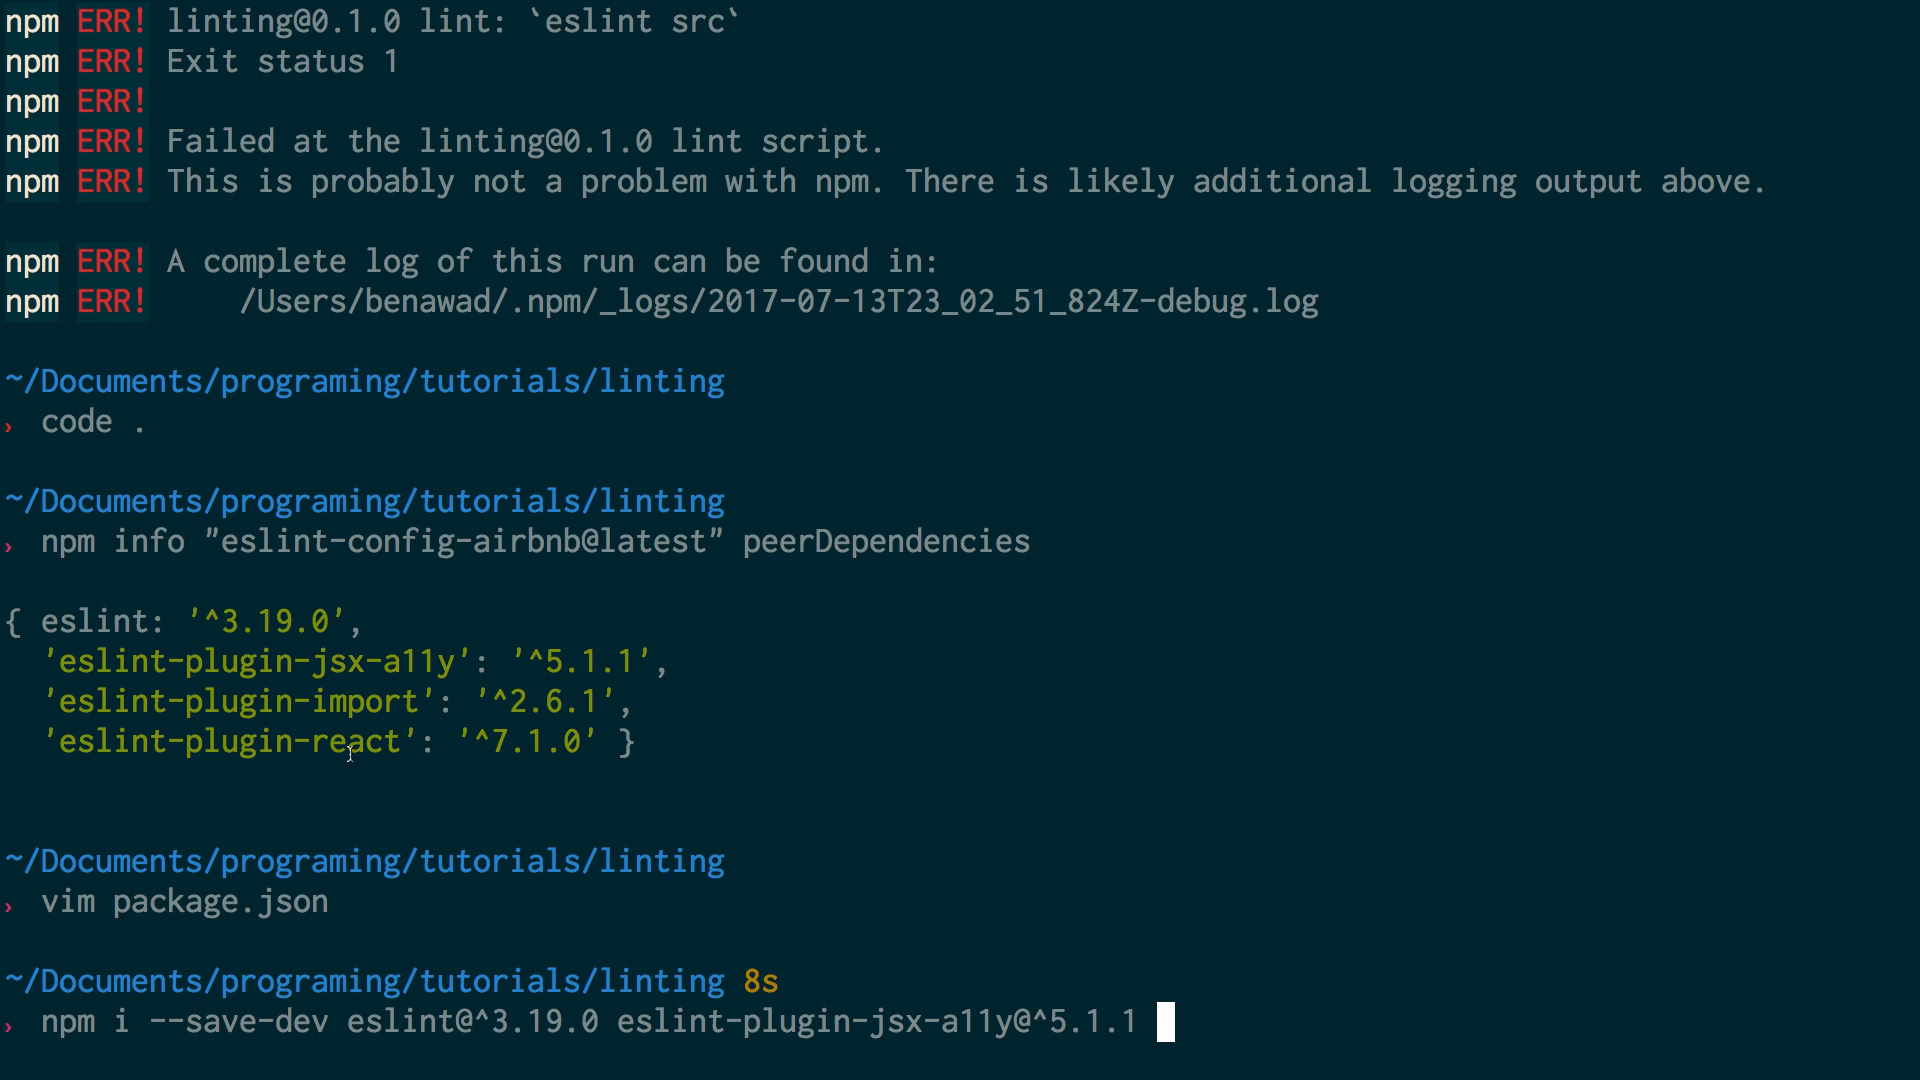 npm ERR! linting@0.1.0 lint: `eslint src`
npm ERR! Exit status 1
npm ERR!
npm ERR! Failed at the linting@0.1.0 lint script.
npm ERR! This is probably not a problem with npm. There is likely additional logging output above.
npm ERR! A complete log of this run can be found in:
npm ERR!     /Users/benawad/.npm/_logs/2017-07-13T23_02_51_824Z-debug.log
~/Documents/programing/tutorials/linting
› code .
~/Documents/programing/tutorials/linting
› npm info "eslint-config-airbnb@latest" peerDependencies
{ eslint: '^3.19.0',
  'eslint-plugin-jsx-a11y': '^5.1.1',
  'eslint-plugin-import': '^2.6.1',
  'eslint-plugin-react': '^7.1.0' }
~/Documents/programing/tutorials/linting
› vim package.json
~/Documents/programing/tutorials/linting 8s
› npm i --save-dev eslint@^3.19.0 eslint-plugin-jsx-a11y@^5.1.1